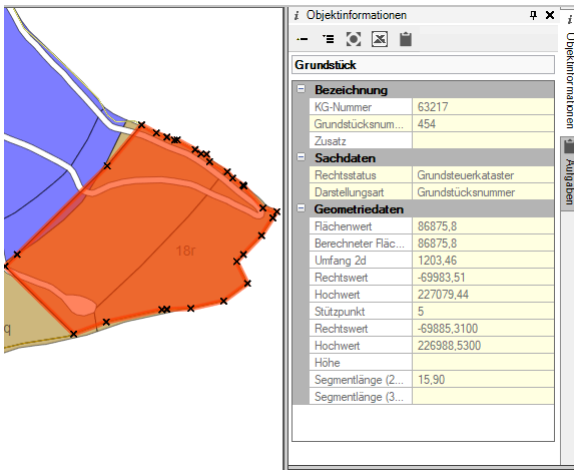 i Objektinformationen
Grundstück
Bezeichnung
KG-Nummer 63217
Grundstücksnum... 454
Zusatz
Sachdaten
Rechtsstatus Grundsteuerkataster
Darstellungsart Grundstücksnummer
Geometriedaten
Flächenwert 86875,8
Berechneter Fläc... 86875,8
Umfang 2d 1203,46
Rechtswert -69983,51
Hochwert 227079,44
Stützpunkt 5
Rechtswert -69885,3100
Hochwert 226988,5300
Höhe
Segmentlänge (2... 15,90
Segmentlänge (3...
i Objektinformationen
Aufgaben
18r
q